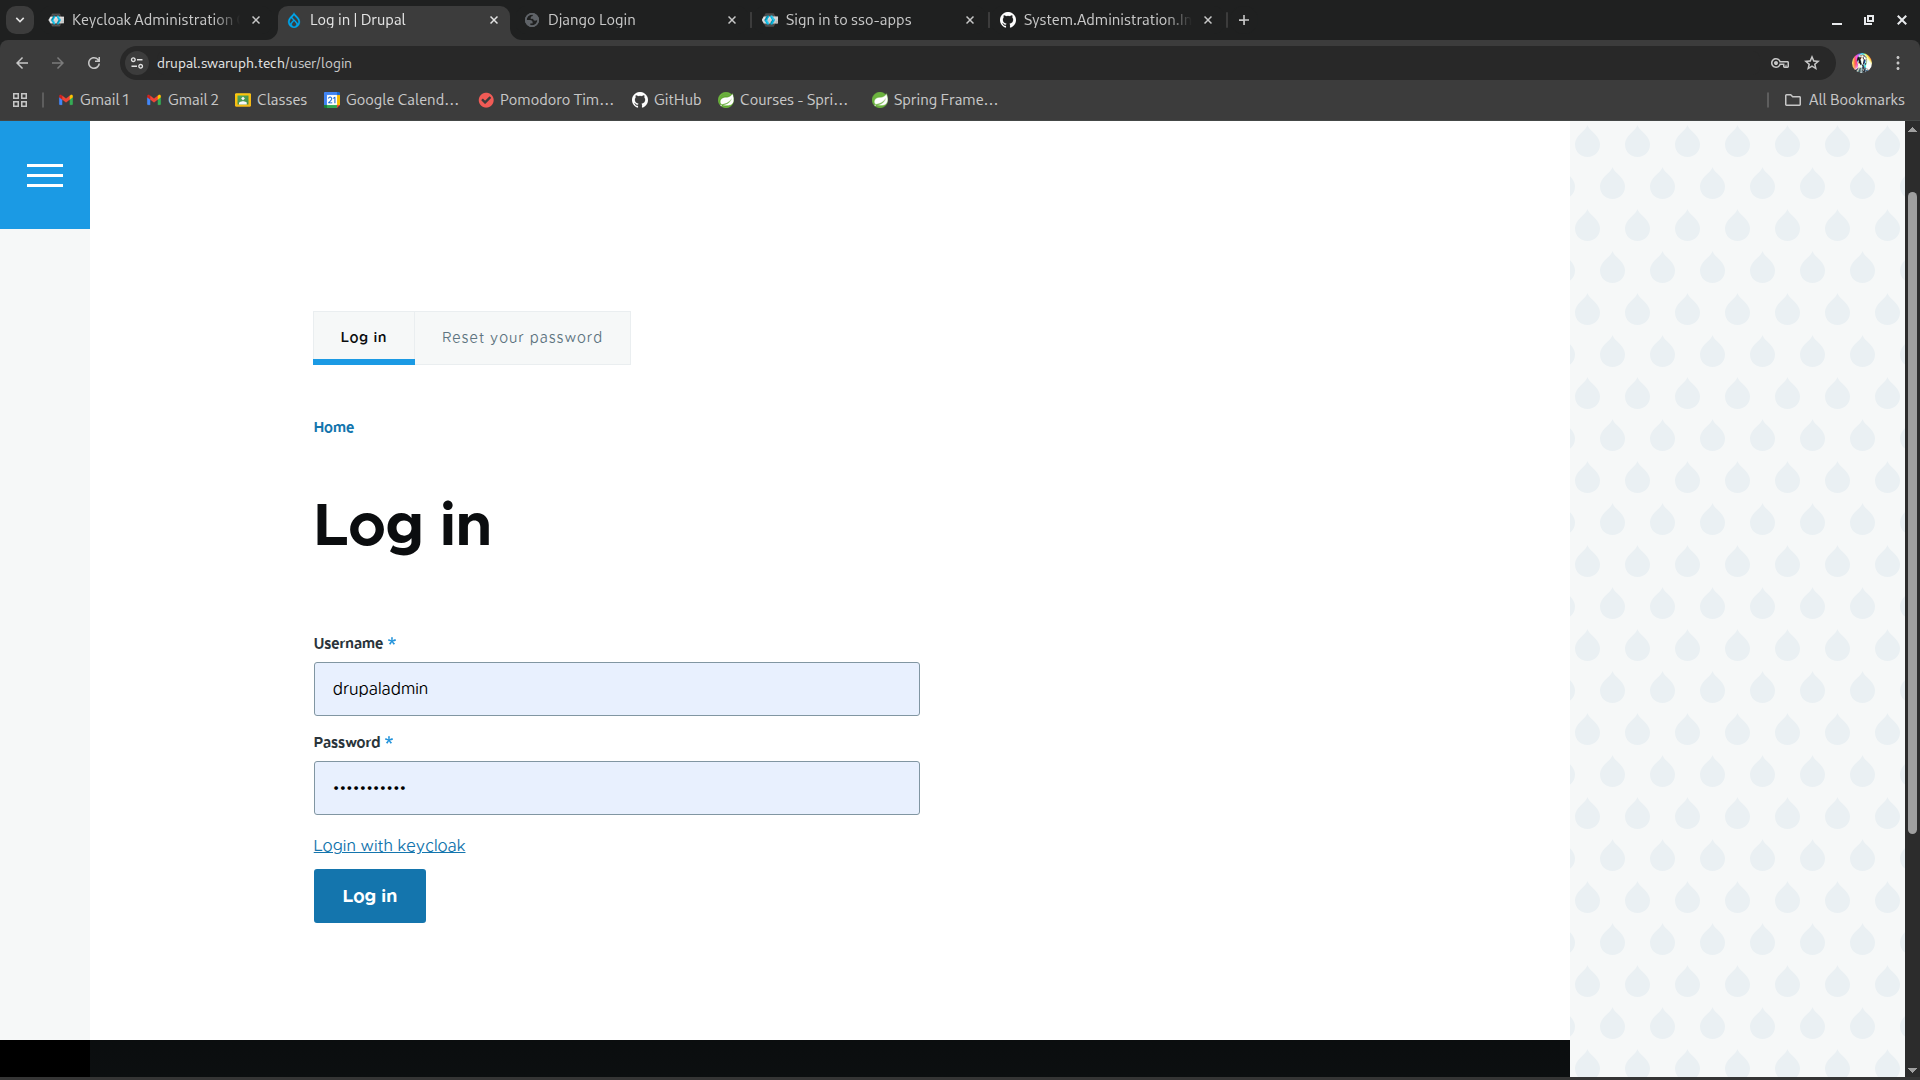 Keycloak Administration
Log in | Drupal
Django Login
Sign in to sso-apps
System.Administration.In
drupal.swaruph.tech/user/login
Gmail 1
Gmail 2
Classes
21
Google Calend...
Pomodoro Tim...
GitHub
Courses - Spri...
Spring Frame...
All Bookmarks
Log in
Reset your password
Home
Log in
Username *
drupaladmin
Password *
•••••••••••
Login with keycloak
Log in